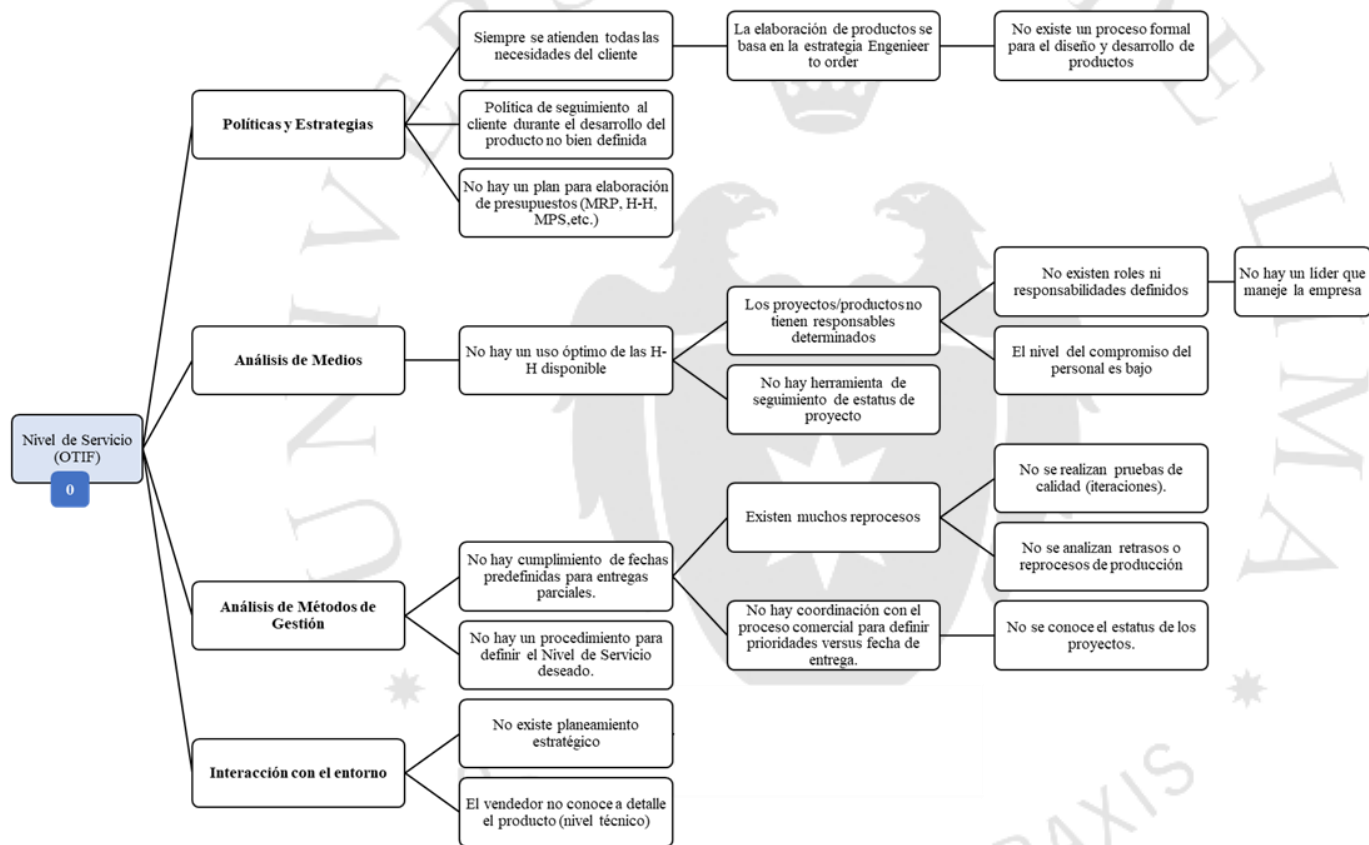 Siempre se atienden todas las
necesidades del cliente
La elaboración de productos se
basa en la estrategia Engenieer
to order
No existe un proceso formal
para el diseño y desarrollo de
productos
Políticas y Estrategias
Política de seguimiento al
cliente durante el desarrollo del
producto no bien definida
No hay un plan para elaboración
de presupuestos (MRP, H-H,
MPS,etc.)
No existen roles ni
responsabilidades definidos
No hay un líder que
maneje la empresa
Los proyectos/productos no
tienen responsables
determinados
Análisis de Medios
No hay un uso óptimo de las H-
H disponible
El nivel del compromiso del
personal es bajo
No hay herramienta de
seguimiento de estatus de
proyecto
Nivel de Servicio
(OTIF)
0
No se realizan pruebas de
calidad (iteraciones).
Existen muchos reprocesos
No se analizan retrasos o
reprocesos de producción
No hay cumplimiento de fechas
predefinidas para entregas
parciales.
Análisis de Métodos de
Gestión
No hay coordinación con el
proceso comercial para definir
prioridades versus fecha de
entrega.
No se conoce el estatus de los
proyectos.
No hay un procedimiento para
definir el Nivel de Servicio
deseado.
No existe planeamiento
estratégico
Interacción con el entorno
El vendedor no conoce a detalle
el producto (nivel técnico)
LIMA